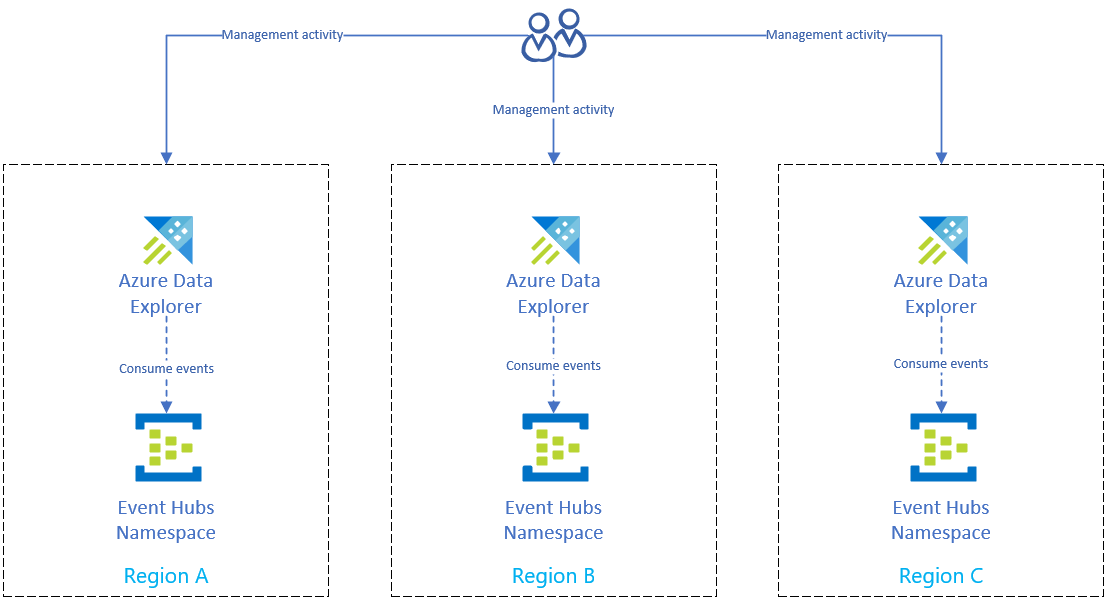 Management activity
Management activity
Management activity
Azure Data
Explorer
Consume events
Event Hubs
Namespace
Region A
Azure Data
Explorer
Consume events
Event Hubs
Namespace
Region B
Azure Data
Explorer
Consume events
Event Hubs
Namespace
Region C